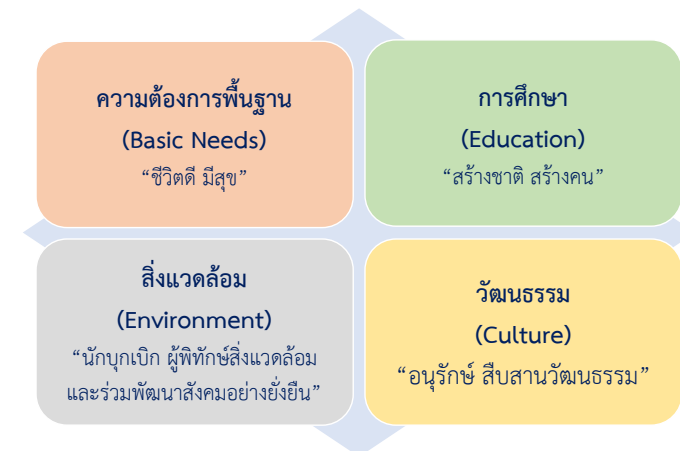 ความต้องการพื้นฐาน
(Basic Needs)
“ชีวิตดี มีสุข”
การศึกษา
(Education)
“สร้างชาติ สร้างคน”
สิ่งแวดล้อม
(Environment)
“นักบุกเบิก ผู้พิทักษ์สิ่งแวดล้อม
และร่วมพัฒนาสังคมอย่างยั่งยืน”
วัฒนธรรม
(Culture)
“อนุรักษ์ สืบสานวัฒนธรรม”